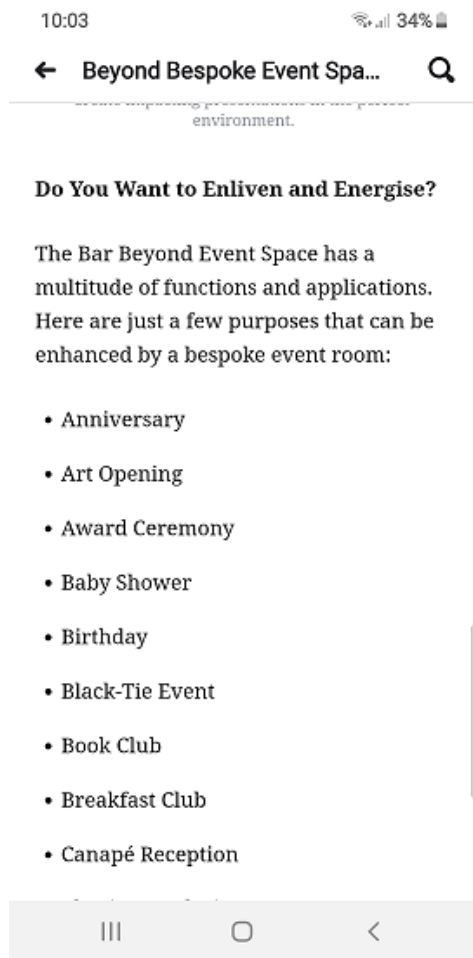 10:03
34%
Beyond Bespoke Event Spa...
environment.
Do You Want to Enliven and Energise?
The Bar Beyond Event Space has a
multitude of functions and applications.
Here are just a few purposes that can be
enhanced by a bespoke event room:
• Anniversary
• Art Opening
• Award Ceremony
• Baby Shower
• Birthday
• Black-Tie Event
• Book Club
• Breakfast Club
• Canapé Reception